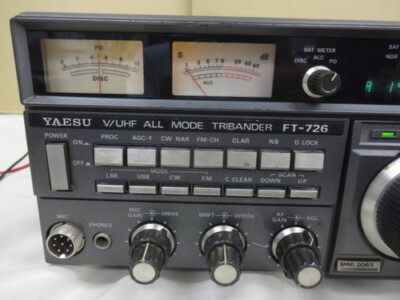 PO
DISC
S
dB
ALC
SAT METER
ALC
DISC PO
SAT
NOR
YAESU V/UHF ALL MODE TRIBANDER FT-726
POWER
ON
OFF
PROC AGC-F CW NAR FM-CH CLAR NB D.LOCK
MODE SCAN
LSB USB CW FM C.CLEAR DOWN UP
MIC PHONES
MIC GAIN DRIVE SHIFT WIDTH AF GAIN SQL